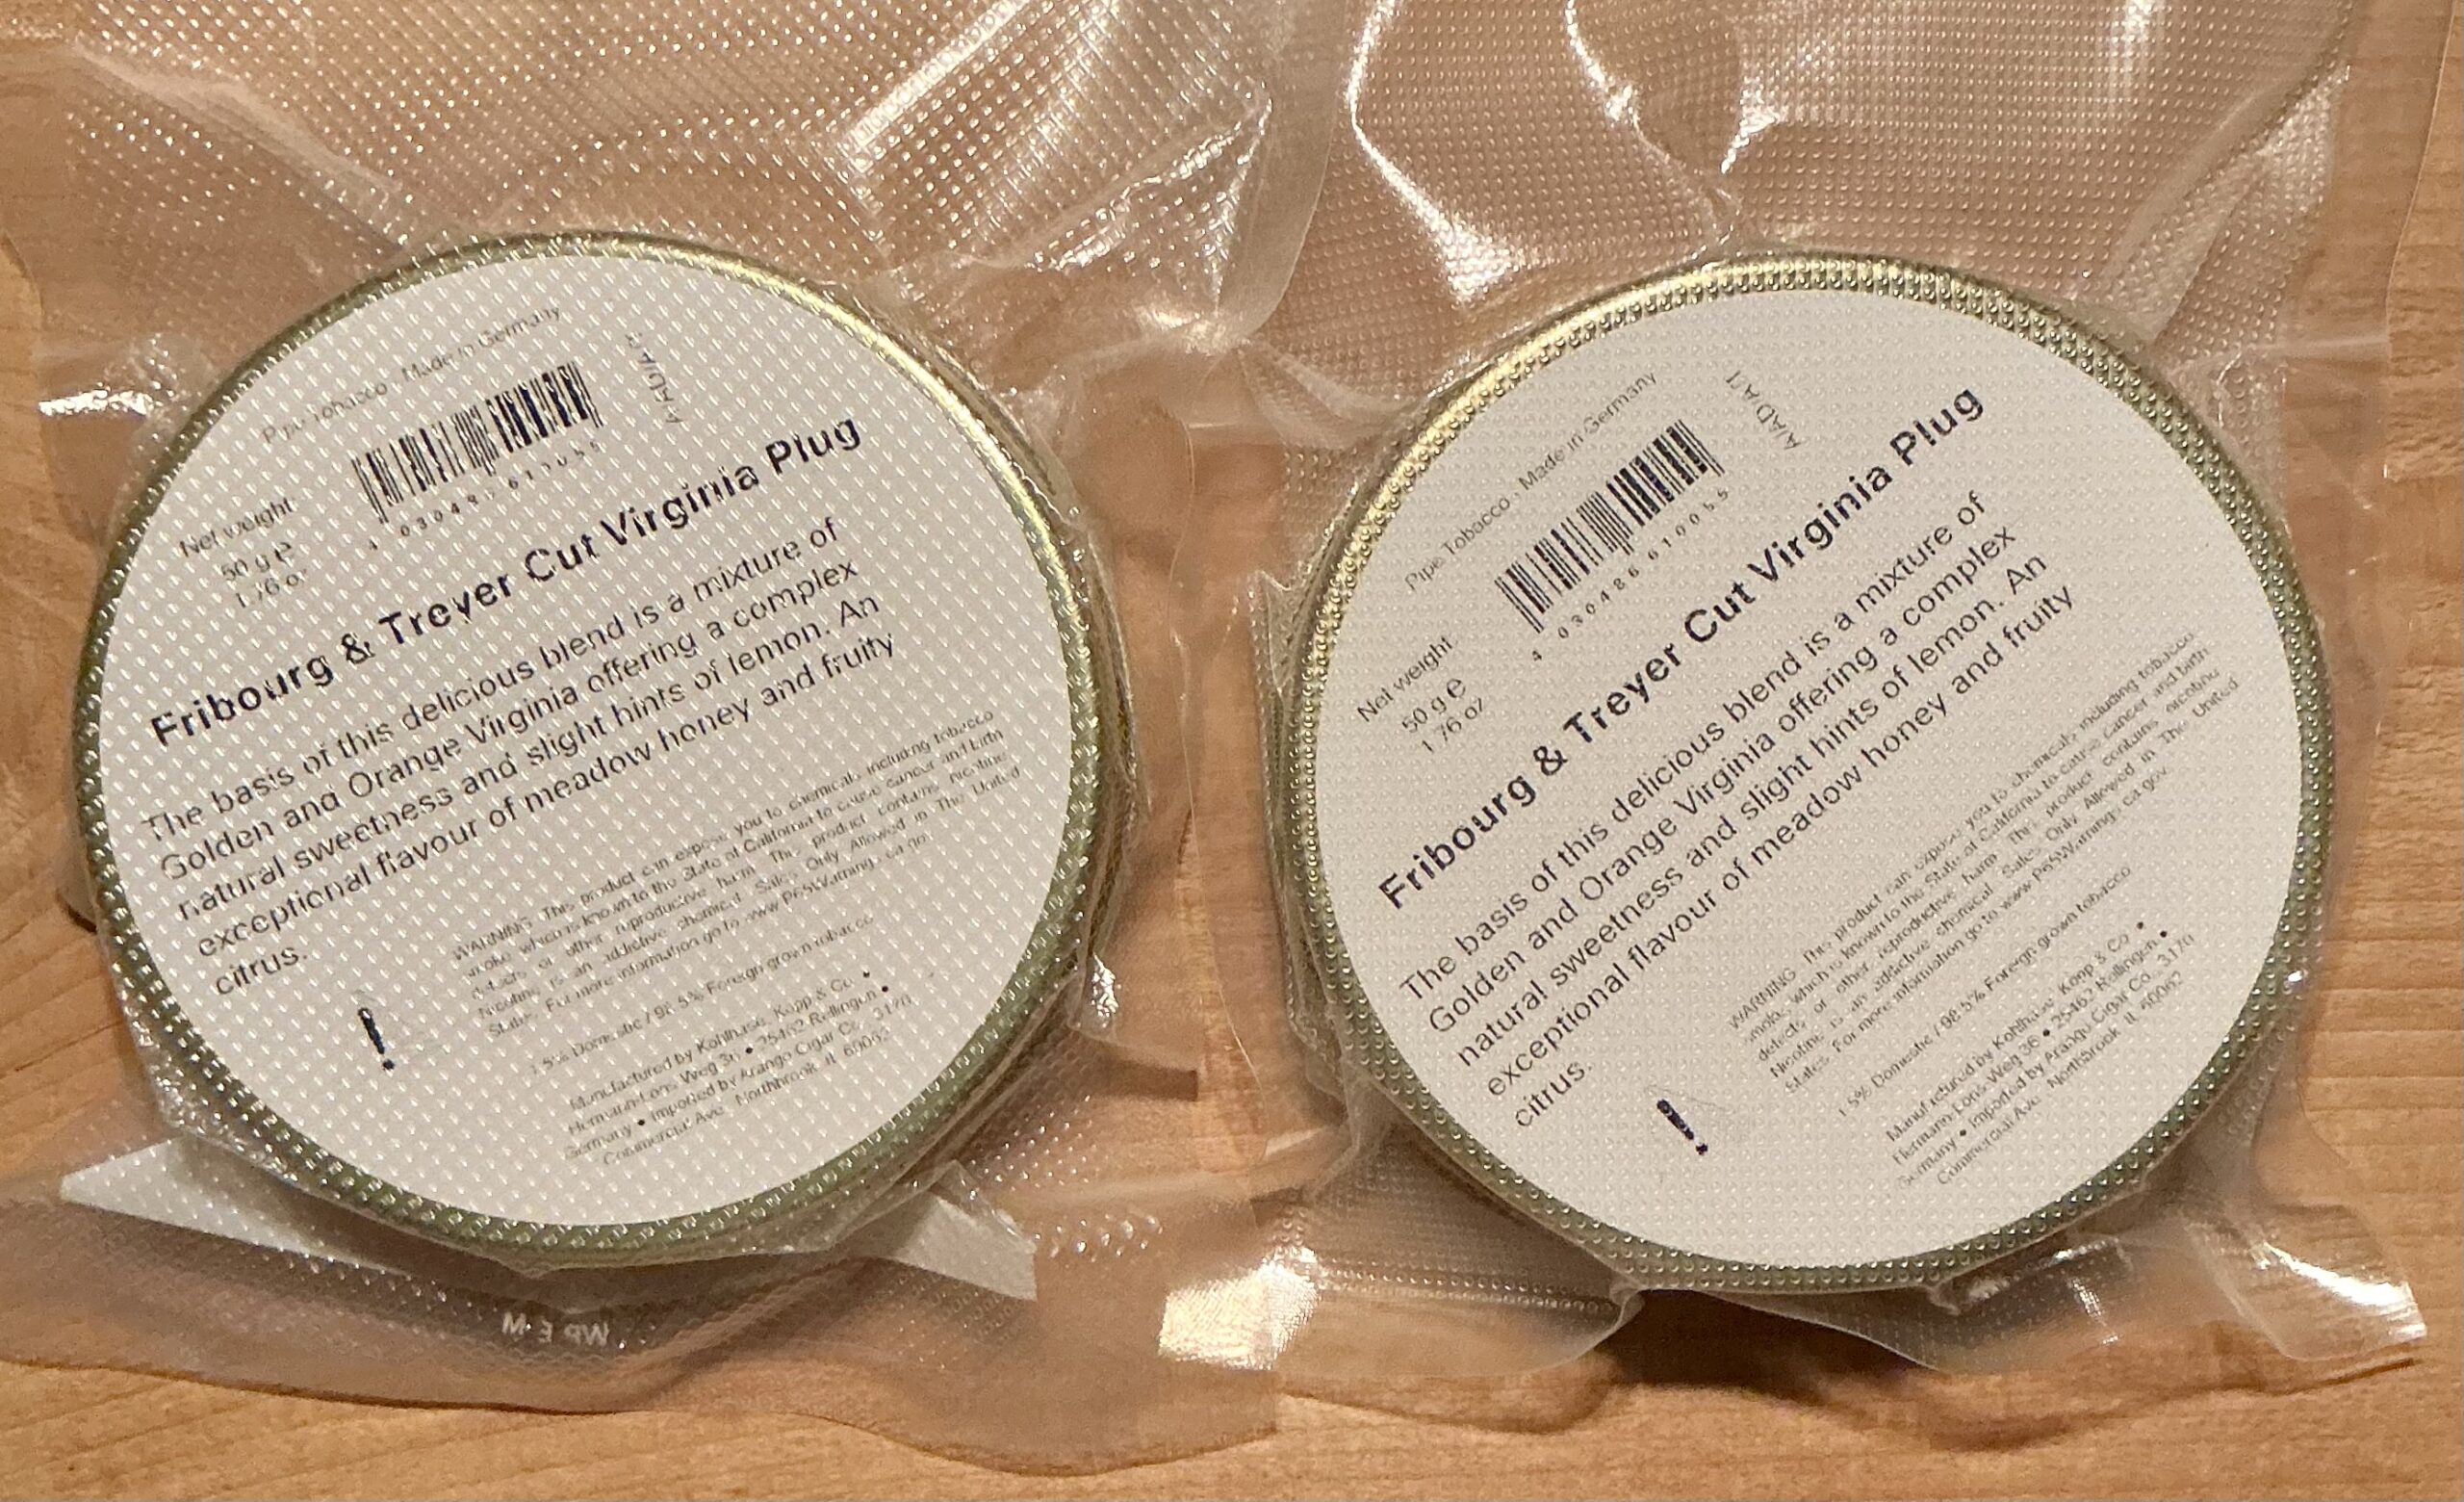 Pipe Tobacco · Made in Germany
Net weight
50 g e
1.76 oz
Fribourg & Treyer Cut Virginia Plug
The basis of this delicious blend is a mixture of
Golden and Orange Virginia offering a complex
natural sweetness and slight hints of lemon. An
exceptional flavour of meadow honey and fruity
citrus.
!
WARNING This product can expose you to chemicals including tobacco
smoke which is known to the State of California to cause cancer and birth
defects or other reproductive harm. This product contains nicotine
Nicotine is an addictive chemical. Sales Only Allowed in The United
States. For more information go to www.P65Warnings.ca.gov.
1.5% Domestic / 98.5% Foreign grown tobacco
Manufactured by Kohlhase, Kopp & Co •
Hermann-Löns-Weg 36 • 25462 Rellingen •
Germany • Imported by Arango Cigar Co. 3170
Commercial Ave. Northbrook, IL 60062
Pipe Tobacco · Made in Germany
A/AD/A/1
4 030486 610055
Net weight
50 g e
1.76 oz
Fribourg & Treyer Cut Virginia Plug
The basis of this delicious blend is a mixture of
Golden and Orange Virginia offering a complex
natural sweetness and slight hints of lemon. An
exceptional flavour of meadow honey and fruity
citrus.
!
WARNING This product can expose you to chemicals including tobacco
smoke, which is known to the State of California to cause cancer and birth
defects or other reproductive harm. This product contains nicotine
Nicotine is an addictive chemical. Sales Only Allowed in The United
States. For more information go to www.P65Warnings.ca.gov.
1.5% Domestic / 98.5% Foreign grown tobacco
Manufactured by Kohlhase, Kopp & Co •
Hermann-Löns-Weg 36 • 25462 Rellingen •
Germany • Imported by Arango Cigar Co. 3170
Commercial Ave. Northbrook, IL 60062